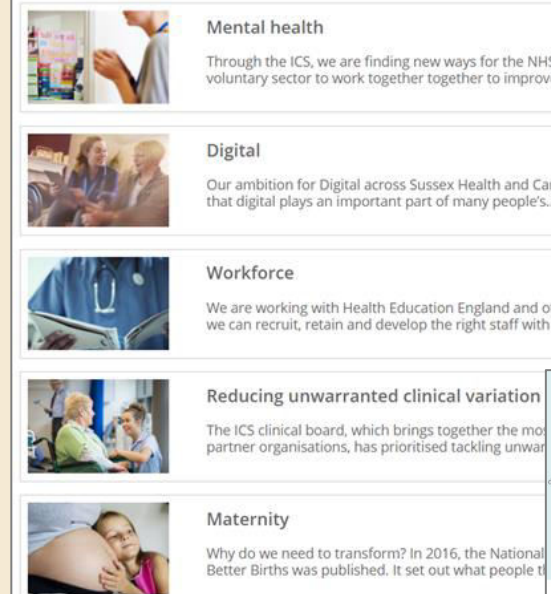 Mental health
Through the ICS, we are finding new ways for the NHS
voluntary sector to work together together to improve
Digital
Our ambition for Digital across Sussex Health and Car
that digital plays an important part of many people's...
Workforce
We are working with Health Education England and o
we can recruit, retain and develop the right staff with
Reducing unwarranted clinical variation
The ICS clinical board, which brings together the mos
partner organisations, has prioritised tackling unwar
Maternity
Why do we need to transform? In 2016, the National
Better Births was published. It set out what people t